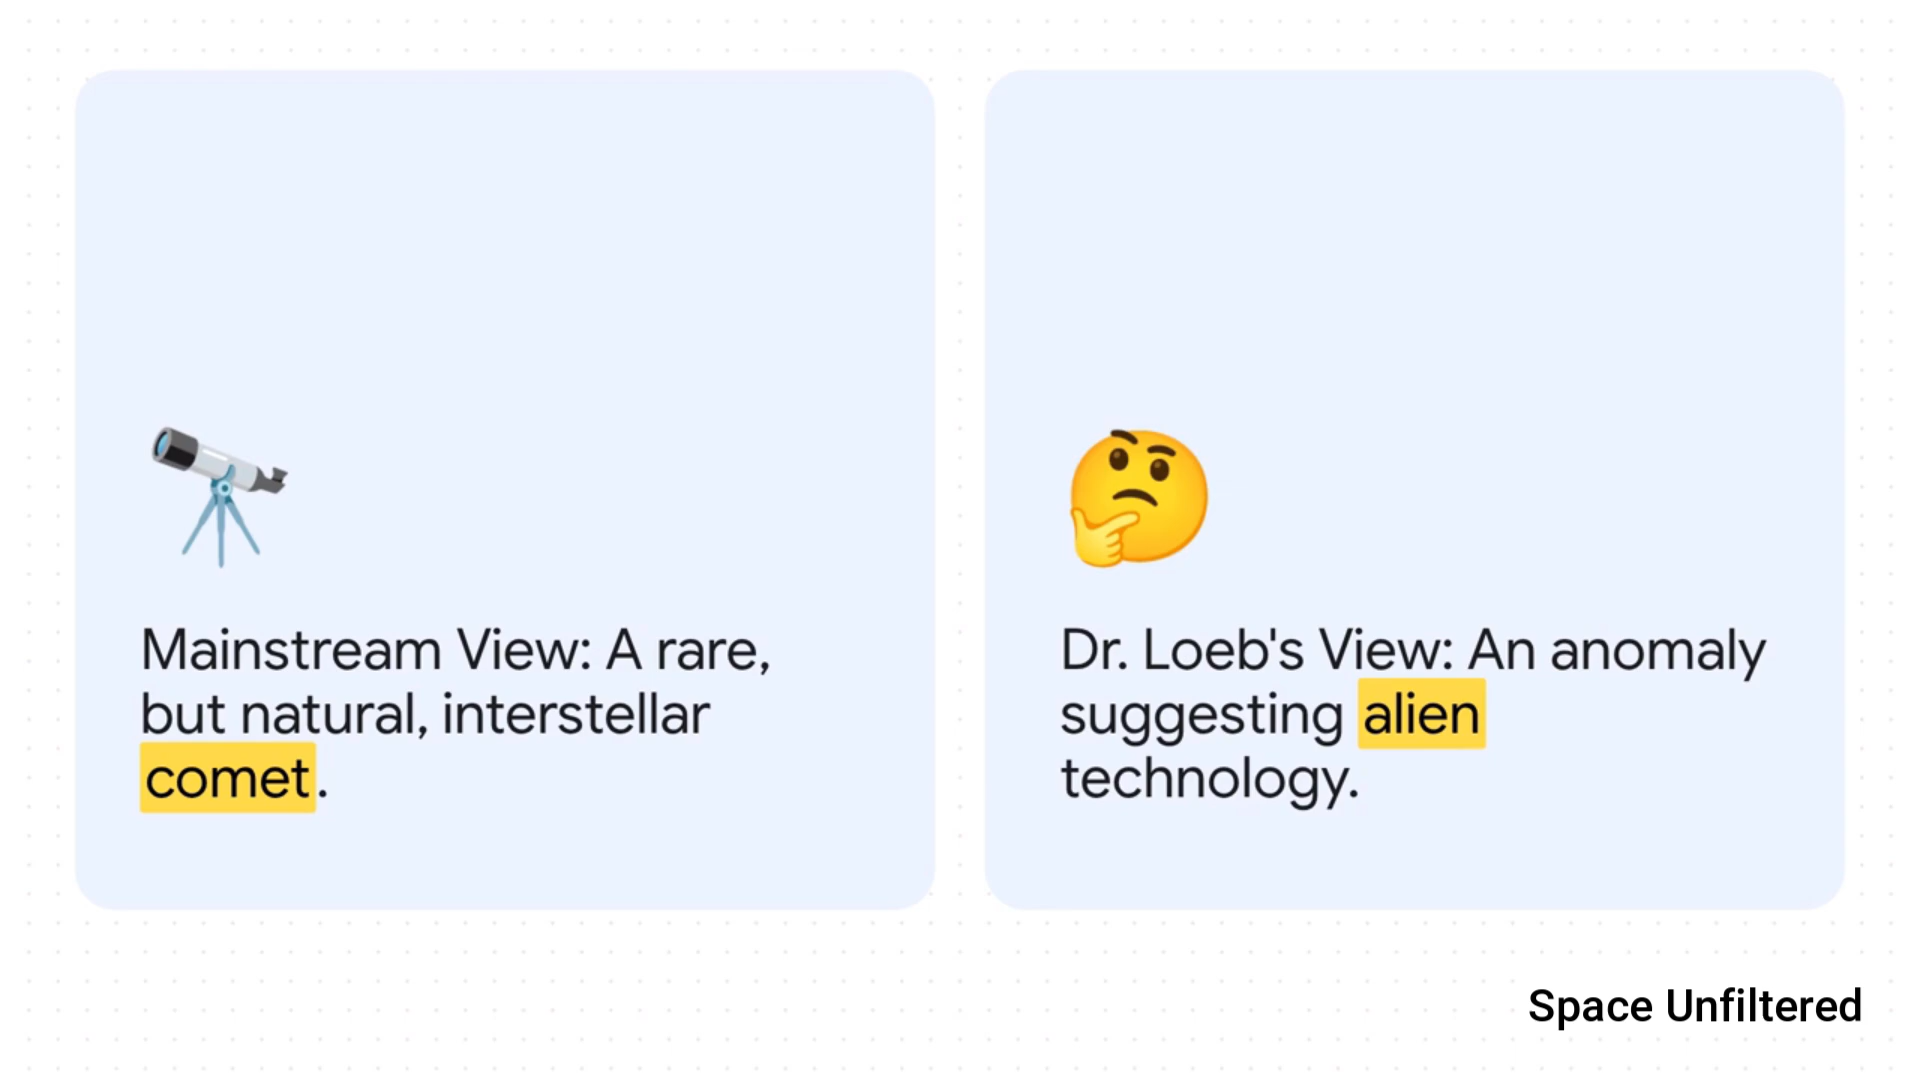 Mainstream View: A rare,
but natural, interstellar
comet.
Dr. Loeb's View: An anomaly
suggesting alien
technology.
Space Unfiltered